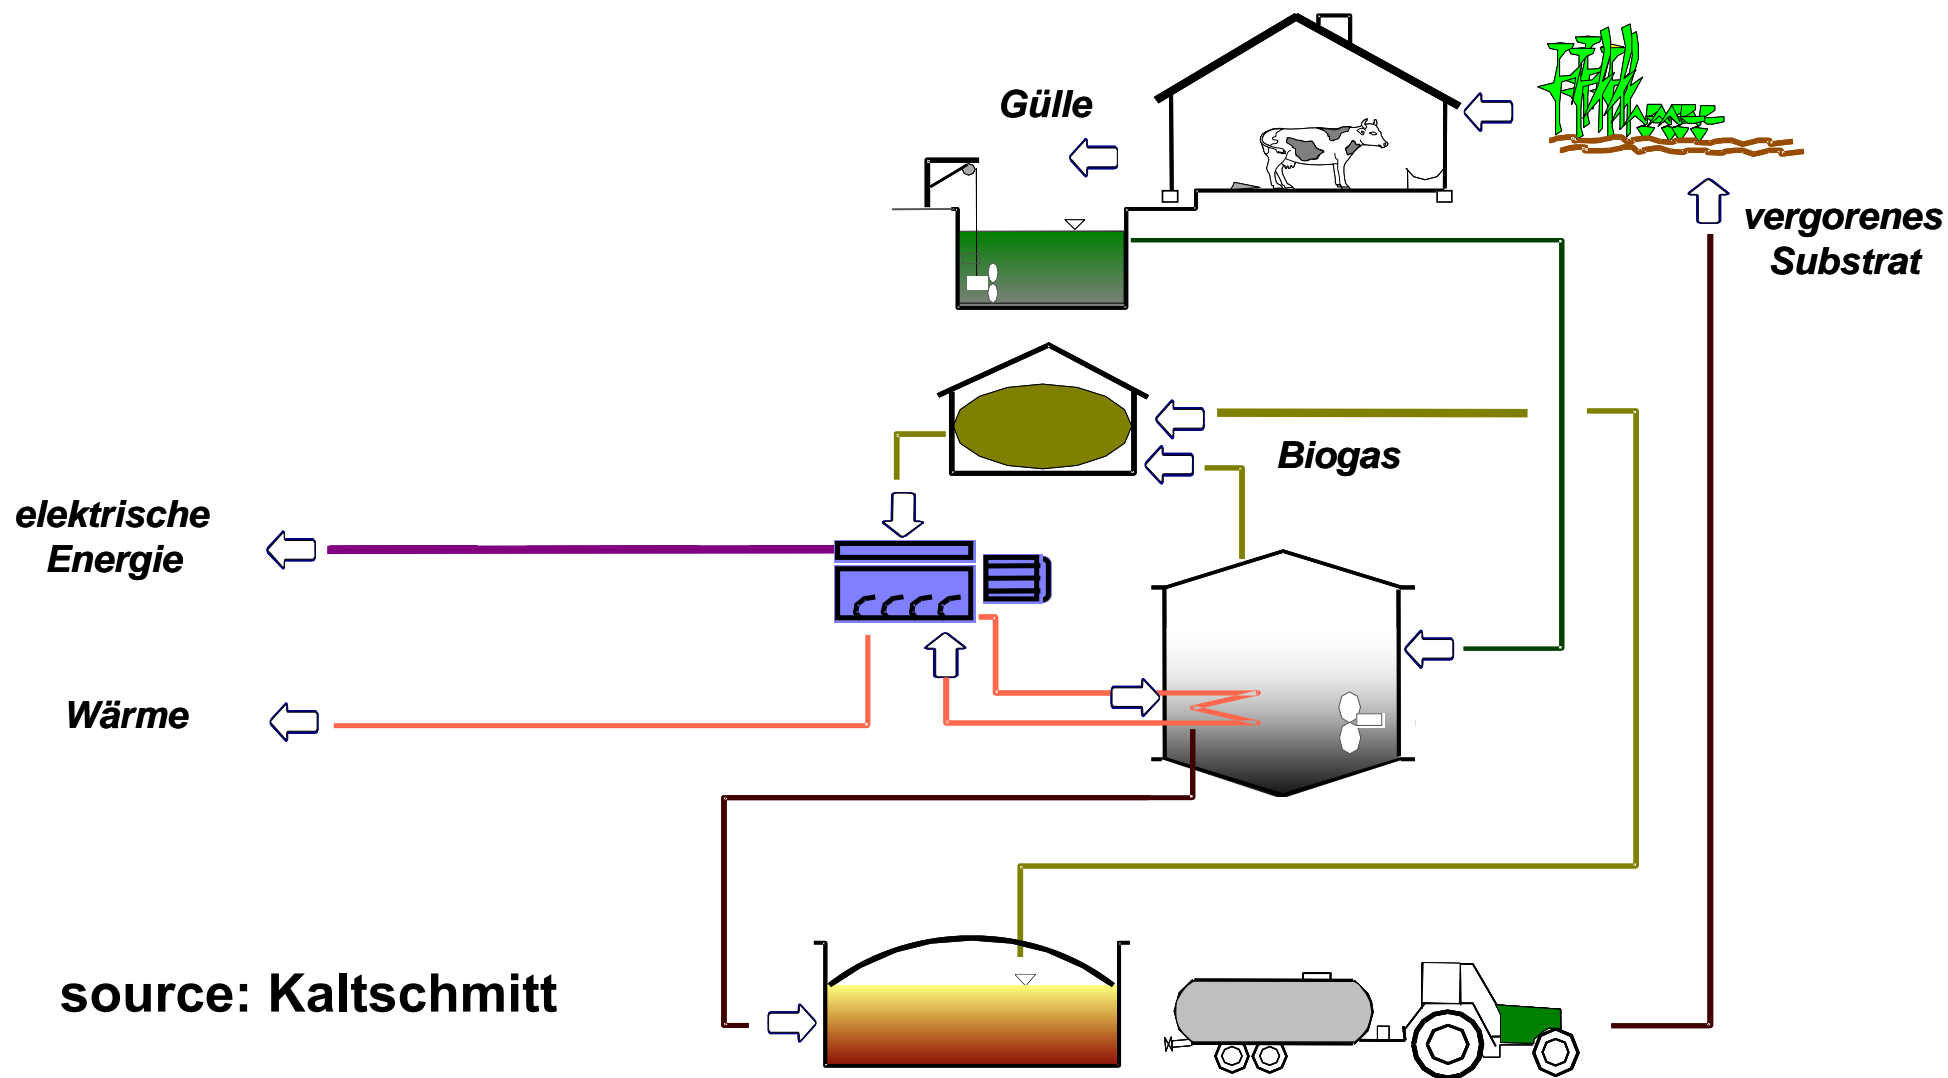 Gülle
vergorenes
Substrat
Biogas
elektrische
Energie
Wärme
source: Kaltschmitt